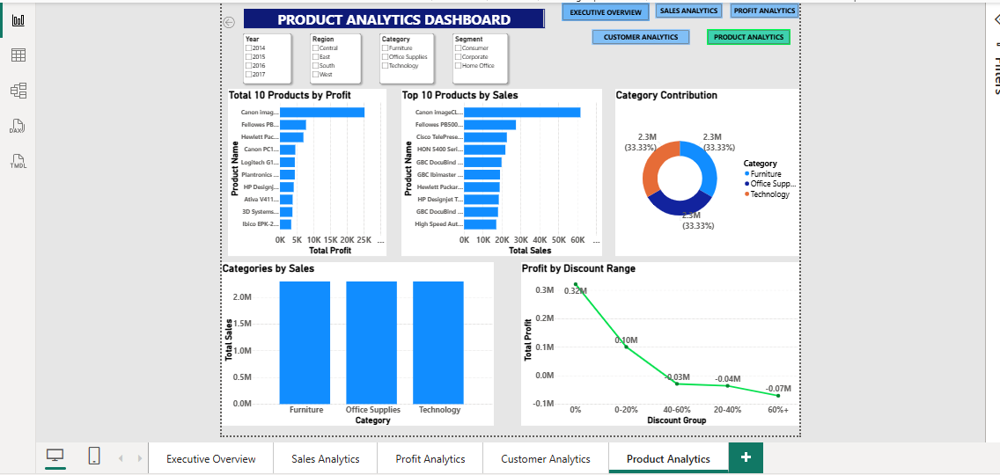 PRODUCT ANALYTICS DASHBOARD
EXECUTIVE OVERVIEW
SALES ANALYTICS
PROFIT ANALYTICS
CUSTOMER ANALYTICS
PRODUCT ANALYTICS
Year
2014
2015
2016
2017
Region
Central
East
South
West
Category
Furniture
Office Supplies
Technology
Segment
Consumer
Corporate
Home Office
Total 10 Products by Profit
Product Name
Canon imag...
Fellowes PB...
Hewlett Pac...
Canon PC1...
Logitech G1...
Plantronics ...
HP Designj...
Ativa V411...
3D Systems...
Ibico EPK-2...
0K 5K 10K 15K 20K 25K ...
Total Profit
Top 10 Products by Sales
Product Name
Canon imageCL...
Fellowes PB500...
Cisco TelePrese...
HON 5400 Seri...
GBC DocuBind ...
GBC Ibimaster ...
Hewlett Packar...
HP Designjet T...
GBC DocuBind ...
High Speed Aut...
0K 10K 20K 30K 40K 50K 60K ...
Total Sales
Category Contribution
2.3M
(33.33%)
2.3M
(33.33%)
2.3M
(33.33%)
Category
Furniture
Office Supp...
Technology
Categories by Sales
Total Sales
2.0M
1.5M
1.0M
0.5M
0.0M
Furniture Office Supplies Technology
Category
Profit by Discount Range
Total Profit
0.3M
0.2M
0.1M
0.0M
-0.1M
0.32M
0.10M
-0.03M
-0.04M
-0.07M
0% 0-20% 40-60% 20-40% 60%+
Discount Group
Filters
DAX
TMDL
Executive Overview
Sales Analytics
Profit Analytics
Customer Analytics
Product Analytics
+